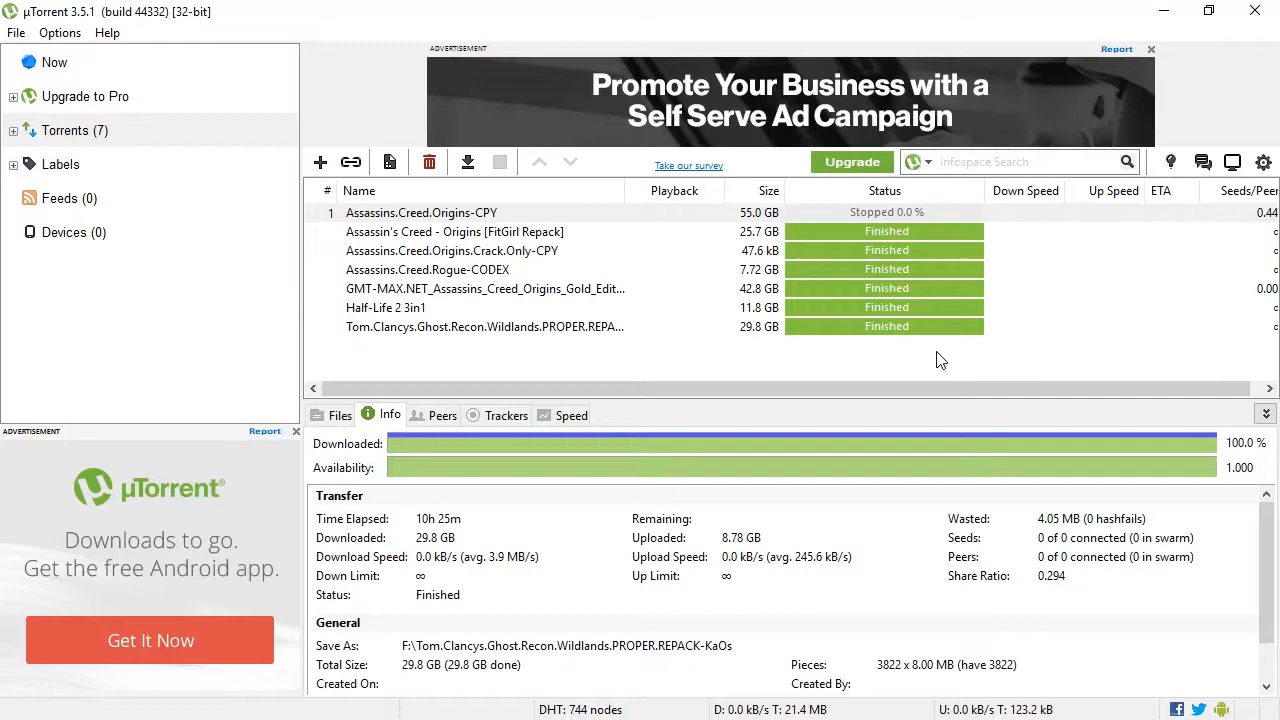 µTorrent 3.5.1 (build 44332) [32-bit]
File Options Help
Now
Upgrade to Pro
Torrents (7)
Labels
Feeds (0)
Devices (0)
ADVERTISEMENT Report
Promote Your Business with a
Self Serve Ad Campaign
Take our survey Upgrade infospace Search
# Name Playback Size Status Down Speed Up Speed ETA Seeds/Peer
1 Assassins.Creed.Origins-CPY 55.0 GB Stopped 0.0 % 0.44
Assassin's Creed - Origins [FitGirl Repack] 25.7 GB Finished
Assassins.Creed.Origins.Crack.Only-CPY 47.6 kB Finished
Assassins.Creed.Rogue-CODEX 7.72 GB Finished
GMT-MAX.NET_Assassins_Creed_Origins_Gold_Edit... 42.8 GB Finished 0.00
Half-Life 2 3in1 11.8 GB Finished
Tom.Clancys.Ghost.Recon.Wildlands.PROPER.REPA... 29.8 GB Finished
Files Info Peers Trackers Speed
Downloaded: 100.0 %
Availability: 1.000
Transfer
Time Elapsed: 10h 25m Remaining: Wasted: 4.05 MB (0 hashfails)
Downloaded: 29.8 GB Uploaded: 8.78 GB Seeds: 0 of 0 connected (0 in swarm)
Download Speed: 0.0 kB/s (avg. 3.9 MB/s) Upload Speed: 0.0 kB/s (avg. 245.6 kB/s) Peers: 0 of 0 connected (0 in swarm)
Down Limit: ∞ Up Limit: ∞ Share Ratio: 0.294
Status: Finished
General
Save As: F:\Tom.Clancys.Ghost.Recon.Wildlands.PROPER.REPACK-KaOs
Total Size: 29.8 GB (29.8 GB done) Pieces: 3822 x 8.00 MB (have 3822)
Created On: Created By:
ADVERTISEMENT Report
µTorrent®
Downloads to go.
Get the free Android app.
Get It Now
DHT: 744 nodes D: 0.0 kB/s T: 21.4 MB U: 0.0 kB/s T: 123.2 kB